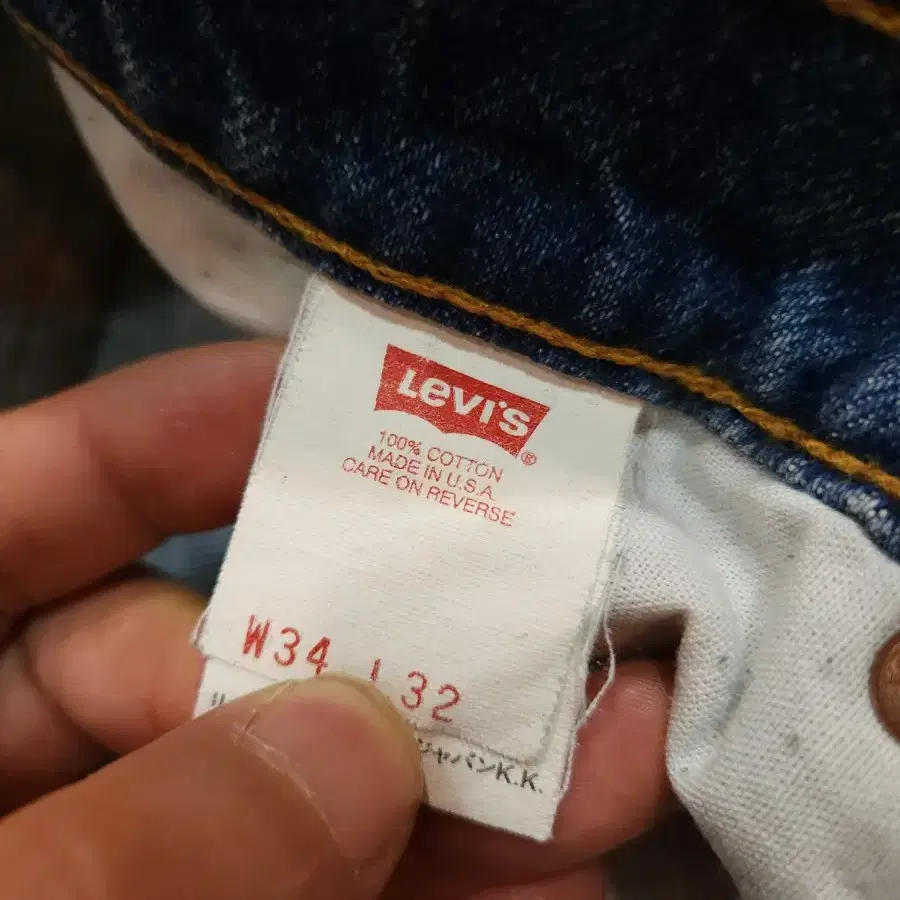 LEVI'S®
100% COTTON
MADE IN U.S.A.
CARE ON REVERSE
W34 L32
ジャパンK.K.